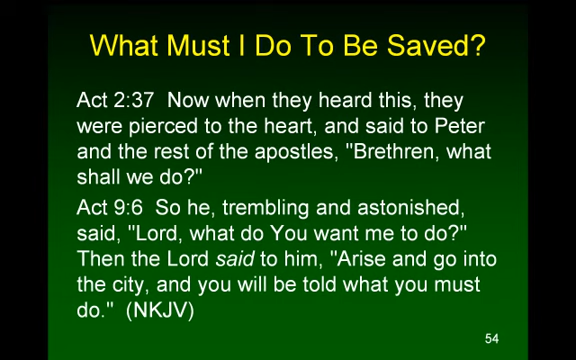 What Must I Do To Be Saved?
Act 2:37  Now when they heard this, they
were pierced to the heart, and said to Peter
and the rest of the apostles, "Brethren, what
shall we do?"
Act 9:6  So he, trembling and astonished,
said, "Lord, what do You want me to do?"
Then the Lord said to him, "Arise and go into
the city, and you will be told what you must
do."  (NKJV)
54